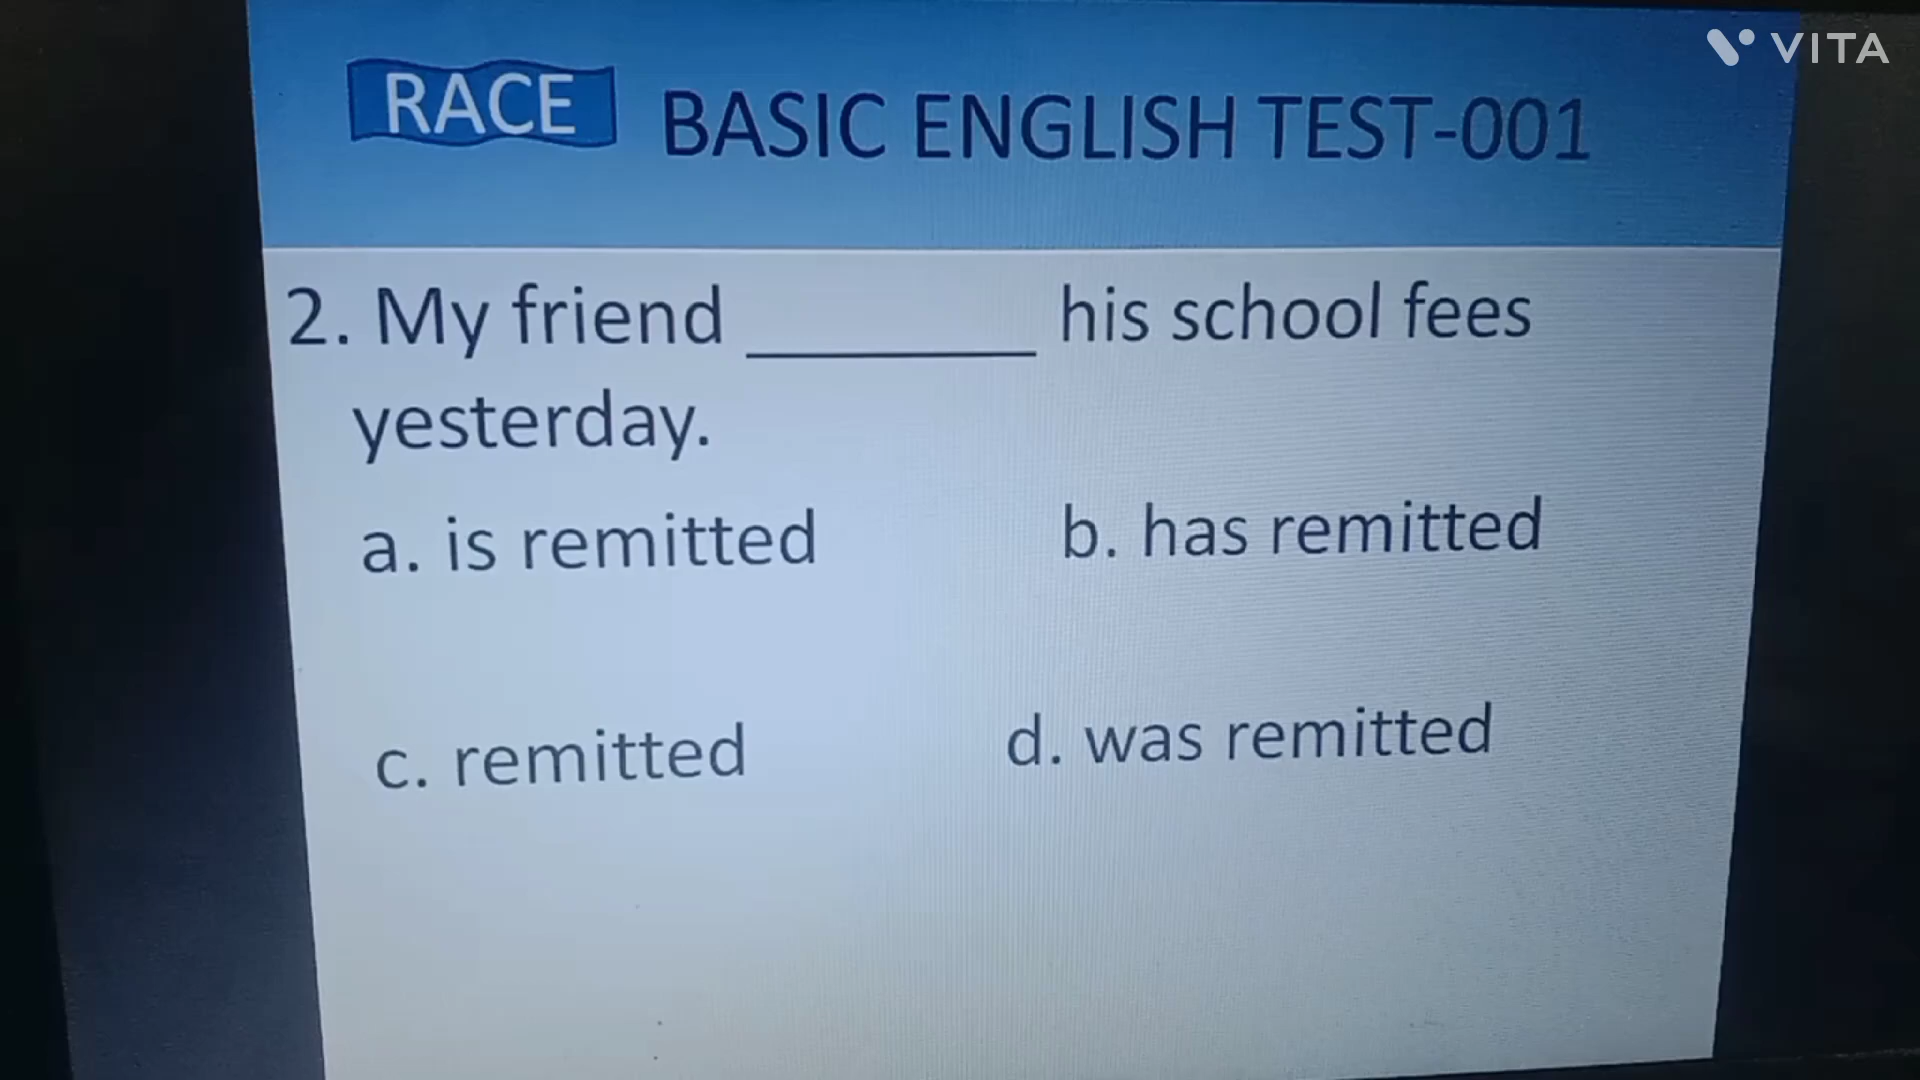 VITA
RACE BASIC ENGLISH TEST-001
2. My friend ________ his school fees
yesterday.
a. is remitted b. has remitted
c. remitted d. was remitted